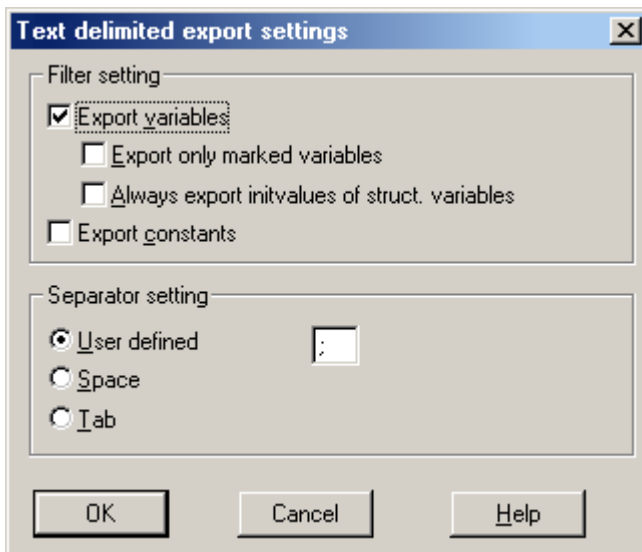 Text delimited export settings
Filter setting
Export variables
Export only marked variables
Always export initvalues of struct. variables
Export constants
Separator setting
User defined ;
Space
Tab
OK Cancel Help